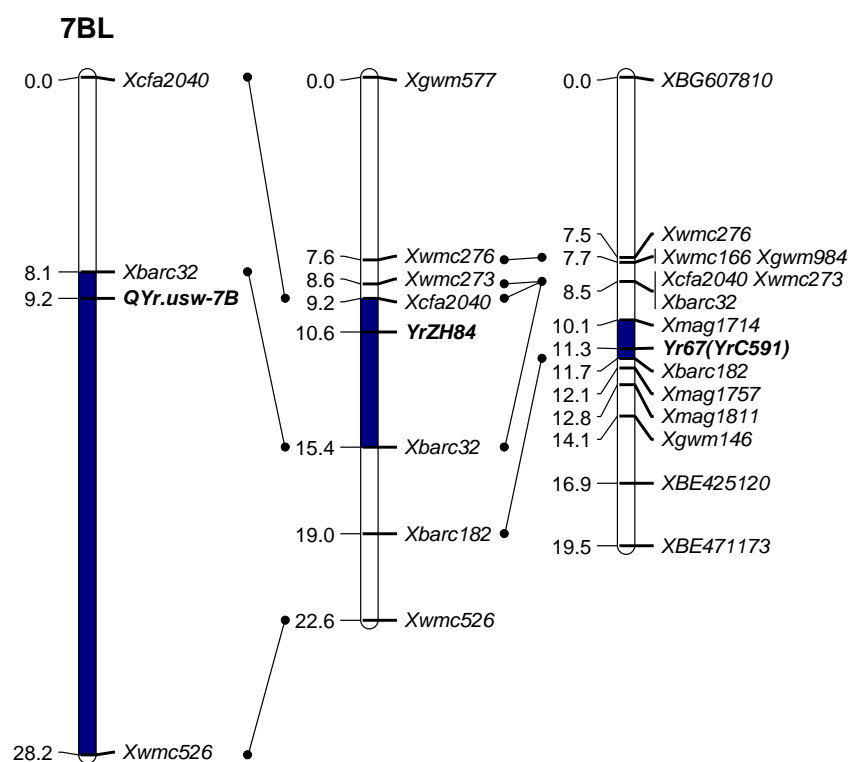 7BL
0.0 Xcfa2040
8.1 Xbarc32
9.2 QYr.usw-7B
28.2 Xwmc526
0.0 Xgwm577
7.6 Xwmc276
8.6 Xwmc273
9.2 Xcfa2040
10.6 YrZH84
15.4 Xbarc32
19.0 Xbarc182
22.6 Xwmc526
0.0 XBG607810
7.5 Xwmc276
7.7 Xwmc166 Xgwm984
8.5 Xcfa2040 Xwmc273
Xbarc32
10.1 Xmag1714
11.3 Yr67(YrC591)
11.7 Xbarc182
12.1 Xmag1757
12.8 Xmag1811
14.1 Xgwm146
16.9 XBE425120
19.5 XBE471173